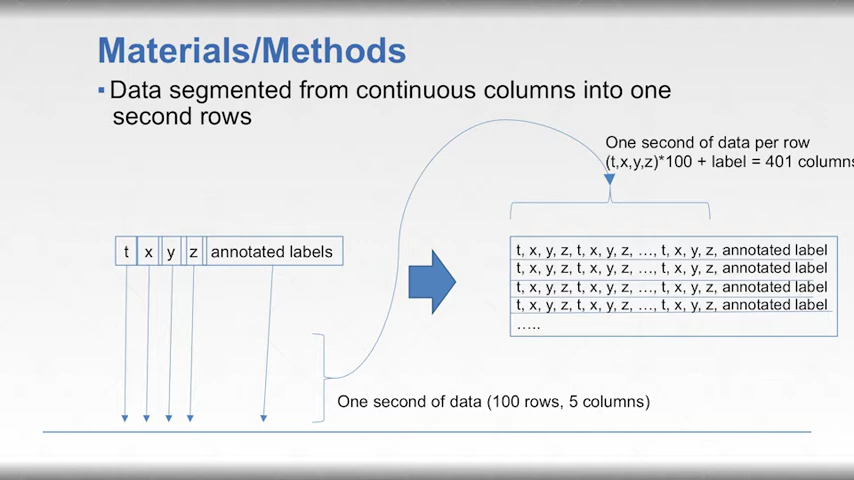 Materials/Methods
▪ Data segmented from continuous columns into one
second rows
One second of data per row
(t,x,y,z)*100 + label = 401 columns
t x y z annotated labels
t, x, y, z, t, x, y, z, …, t, x, y, z, annotated label
t, x, y, z, t, x, y, z, …, t, x, y, z, annotated label
t, x, y, z, t, x, y, z, …, t, x, y, z, annotated label
t, x, y, z, t, x, y, z, …, t, x, y, z, annotated label
…..
One second of data (100 rows, 5 columns)